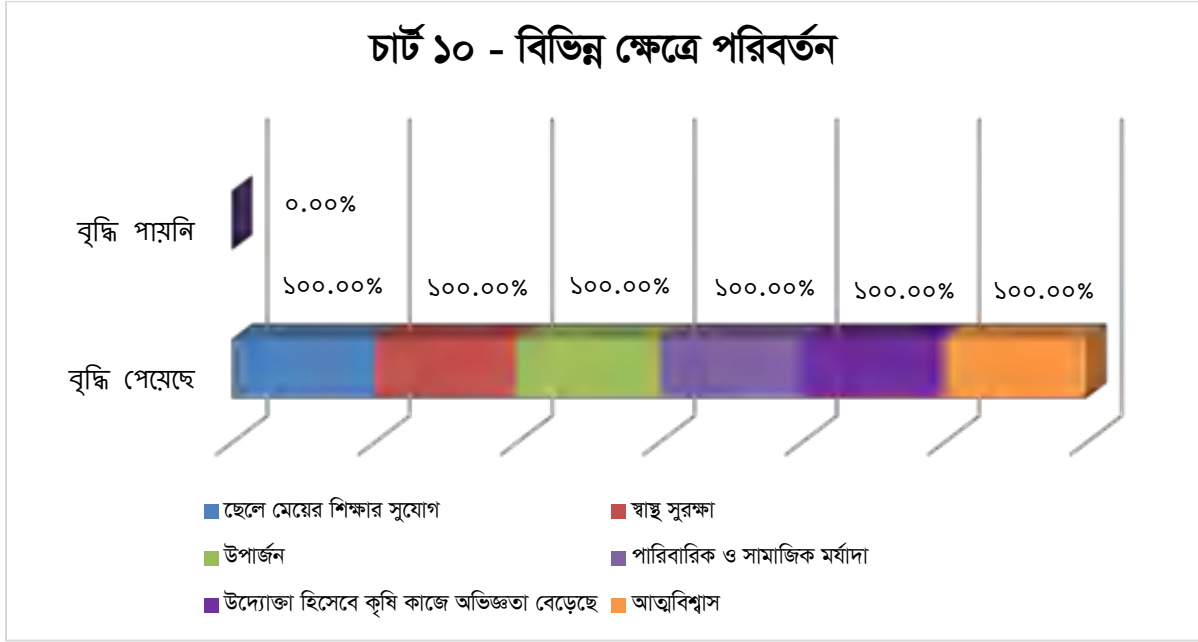 চার্ট ১০ - বিভিন্ন ক্ষেত্রে পরিবর্তন
বৃদ্ধি পায়নি
০.০০%
১০০.০০% ১০০.০০% ১০০.০০% ১০০.০০% ১০০.০০% ১০০.০০%
বৃদ্ধি পেয়েছে
ছেলে মেয়ের শিক্ষার সুযোগ
স্বাস্থ সুরক্ষা
উপার্জন
পারিবারিক ও সামাজিক মর্যাদা
উদ্যোক্তা হিসেবে কৃষি কাজে অভিজ্ঞতা বেড়েছে
আত্মবিশ্বাস